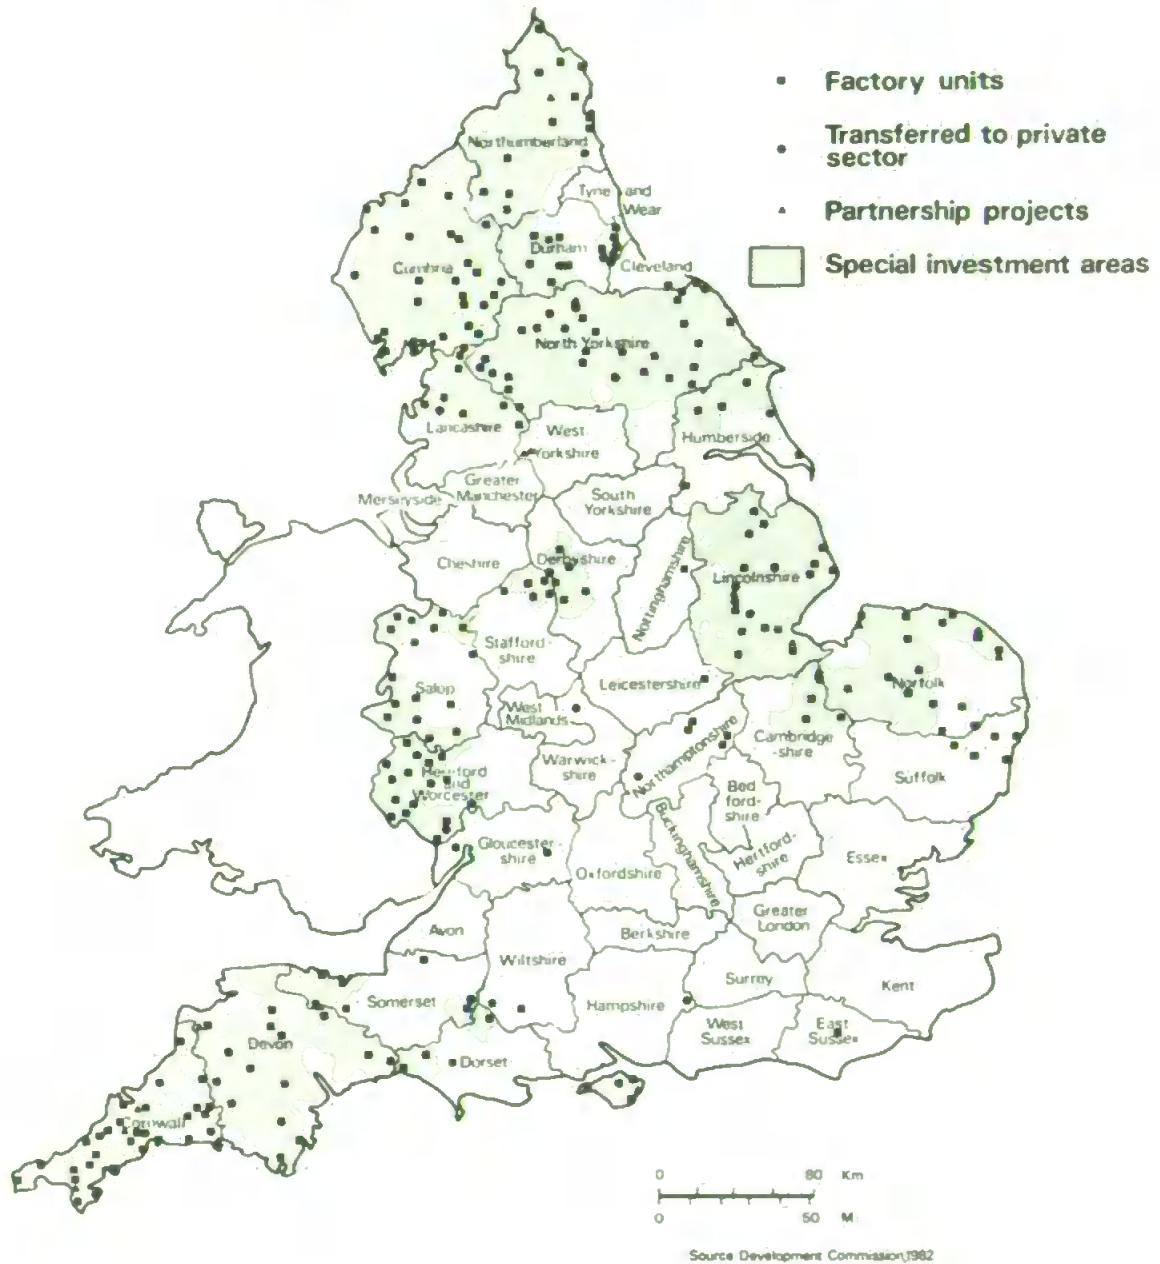 Factory units
Transferred to private
sector
Partnership projects
Special investment areas
Northumberland
Tyne and
Wear
Durham
Cumbria
Cleveland
North Yorkshire
Lancashire
West
Yorkshire
Humberside
Greater
Manchester
Merseyside
South
Yorkshire
Cheshire
Derbyshire
Nottinghamshire
Lincolnshire
Stafford-
shire
Salop
Leicestershire
Norfolk
West
Midlands
Cambridge
-shire
Northamptonshire
Warwick-
shire
Suffolk
Hereford
and
Worcester
Bed
ford-
shire
Buckinghamshire
Hertford-
shire
Essex
Gloucester-
shire
Oxfordshire
Greater
London
Avon
Berkshire
Wiltshire
Surrey
Kent
Somerset
Hampshire
West
Sussex
East
Sussex
Devon
Dorset
Cornwall
0 80 Km
0 50 M
Source Development Commission, 1982